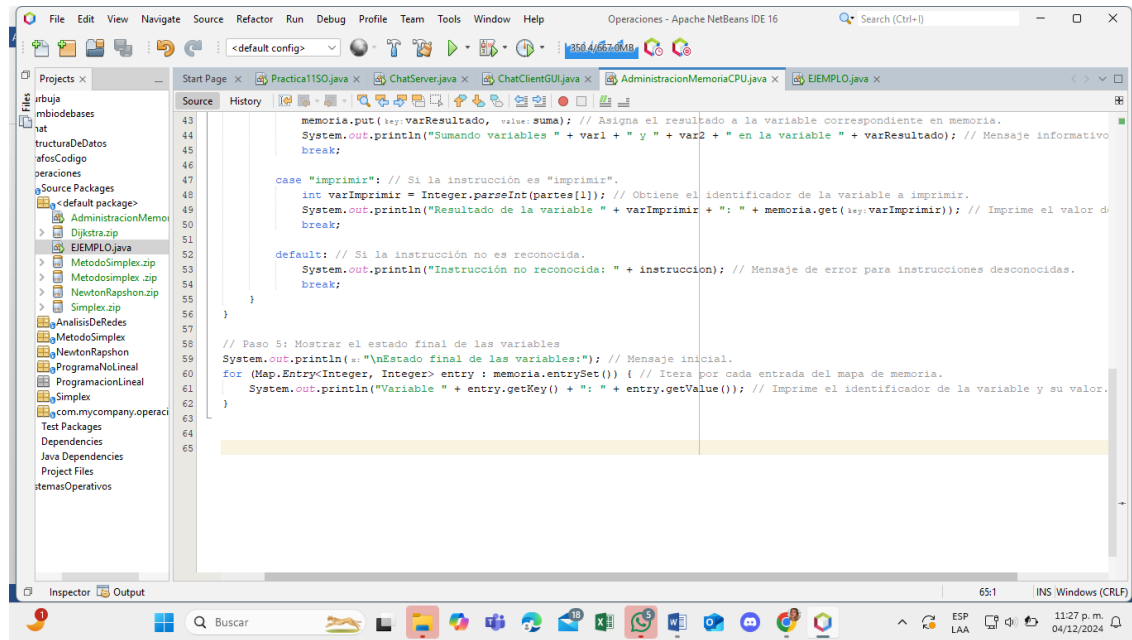 File Edit View Navigate Source Refactor Run Debug Profile Team Tools Window Help Operaciones - Apache NetBeans IDE 16 Search (Ctrl+I)
<default config> 350.4/667.0MB
Projects Start Page Practica11SO.java ChatServer.java ChatClientGUI.java AdministracionMemoriaCPU.java EJEMPLO.java
Files
Source History
urbuja
mbiodebases
hat
tructuraDeDatos
rafosCodigo
peraciones
Source Packages
<default package>
AdministracionMemor
Dijkstra.zip
EJEMPLO.java
MetodoSimplex.zip
Metodosimplex .zip
NewtonRapshon.zip
Simplex.zip
AnalisisDeRedes
MetodoSimplex
NewtonRapshon
ProgramaNoLineal
ProgramacionLineal
Simplex
com.mycompany.operaci
Test Packages
Dependencies
Java Dependencies
Project Files
stemasOperativos
43 memoria.put( key: varResultado, value: suma); // Asigna el resultado a la variable correspondiente en memoria.
44 System.out.println("Sumando variables " + var1 + " y " + var2 + " en la variable " + varResultado); // Mensaje informativo
45 break;
46
47 case "imprimir": // Si la instrucción es "imprimir".
48 int varImprimir = Integer.parseInt(partes[1]); // Obtiene el identificador de la variable a imprimir.
49 System.out.println("Resultado de la variable " + varImprimir + ": " + memoria.get( key: varImprimir)); // Imprime el valor d
50 break;
51
52 default: // Si la instrucción no es reconocida.
53 System.out.println("Instrucción no reconocida: " + instruccion); // Mensaje de error para instrucciones desconocidas.
54 break;
55 }
56 }
57
58 // Paso 5: Mostrar el estado final de las variables
59 System.out.println( x: "\nEstado final de las variables:"); // Mensaje inicial.
60 for (Map.Entry<Integer, Integer> entry : memoria.entrySet()) { // Itera por cada entrada del mapa de memoria.
61 System.out.println("Variable " + entry.getKey() + ": " + entry.getValue()); // Imprime el identificador de la variable y su valor.
62 }
63
64
65
Inspector Output 65:1 INS Windows (CRLF)
1 Buscar 18 5 ESP LAA 11:27 p. m. 04/12/2024